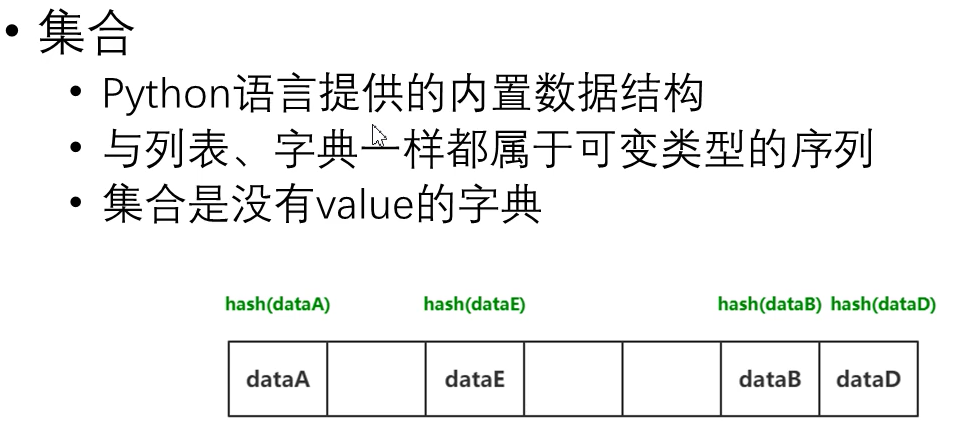 • 集合
• Python语言提供的内置数据结构
• 与列表、字典一样都属于可变类型的序列
• 集合是没有value的字典
hash(dataA) hash(dataE) hash(dataB) hash(dataD)
dataA dataE dataB dataD